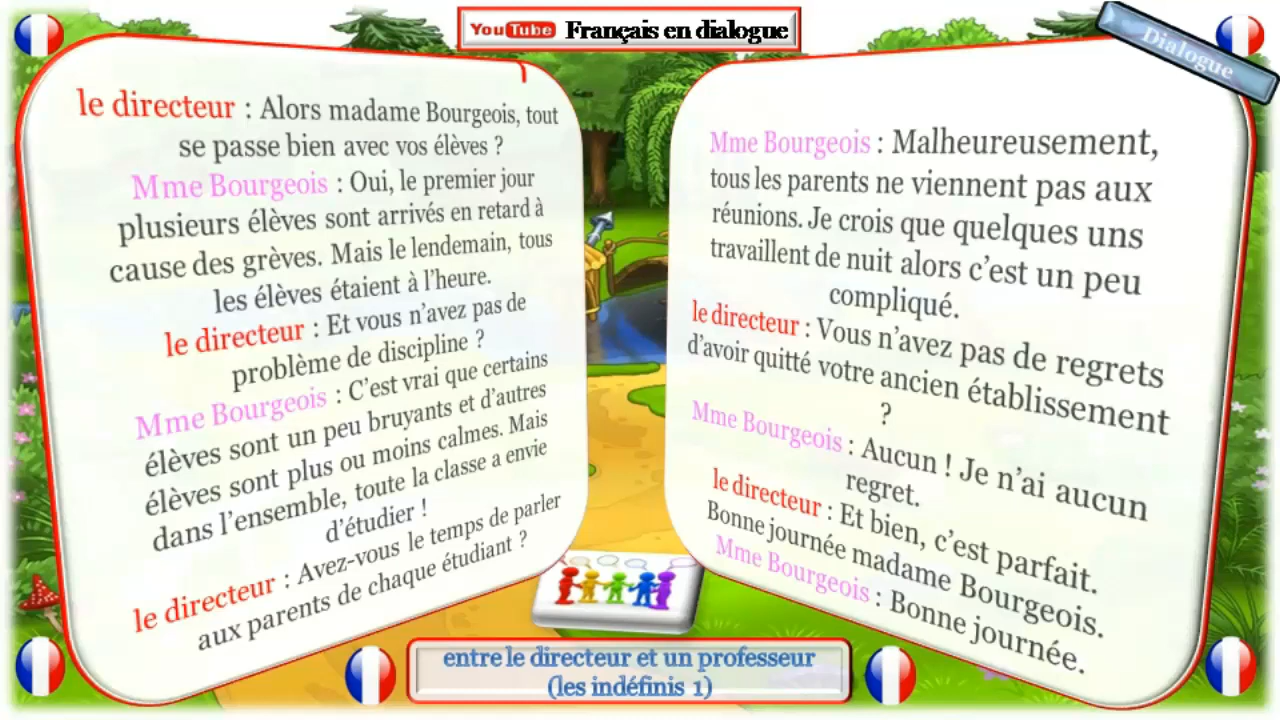 YouTube Français en dialogue
Dialogue
le directeur : Alors madame Bourgeois, tout
se passe bien avec vos élèves ?
Mme Bourgeois : Oui, le premier jour
plusieurs élèves sont arrivés en retard à
cause des grèves. Mais le lendemain, tous
les élèves étaient à l'heure.
le directeur : Et vous n'avez pas de
problème de discipline ?
Mme Bourgeois : C'est vrai que certains
élèves sont un peu bruyants et d'autres
élèves sont plus ou moins calmes. Mais
dans l'ensemble, toute la classe a envie
d'étudier !
le directeur : Avez-vous le temps de parler
aux parents de chaque étudiant ?
Mme Bourgeois : Malheureusement,
tous les parents ne viennent pas aux
réunions. Je crois que quelques uns
travaillent de nuit alors c'est un peu
compliqué.
le directeur : Vous n'avez pas de regrets
d'avoir quitté votre ancien établissement
?
Mme Bourgeois : Aucun ! Je n'ai aucun
regret.
le directeur : Et bien, c'est parfait.
Bonne journée madame Bourgeois.
Mme Bourgeois : Bonne journée.
entre le directeur et un professeur
(les indéfinis 1)